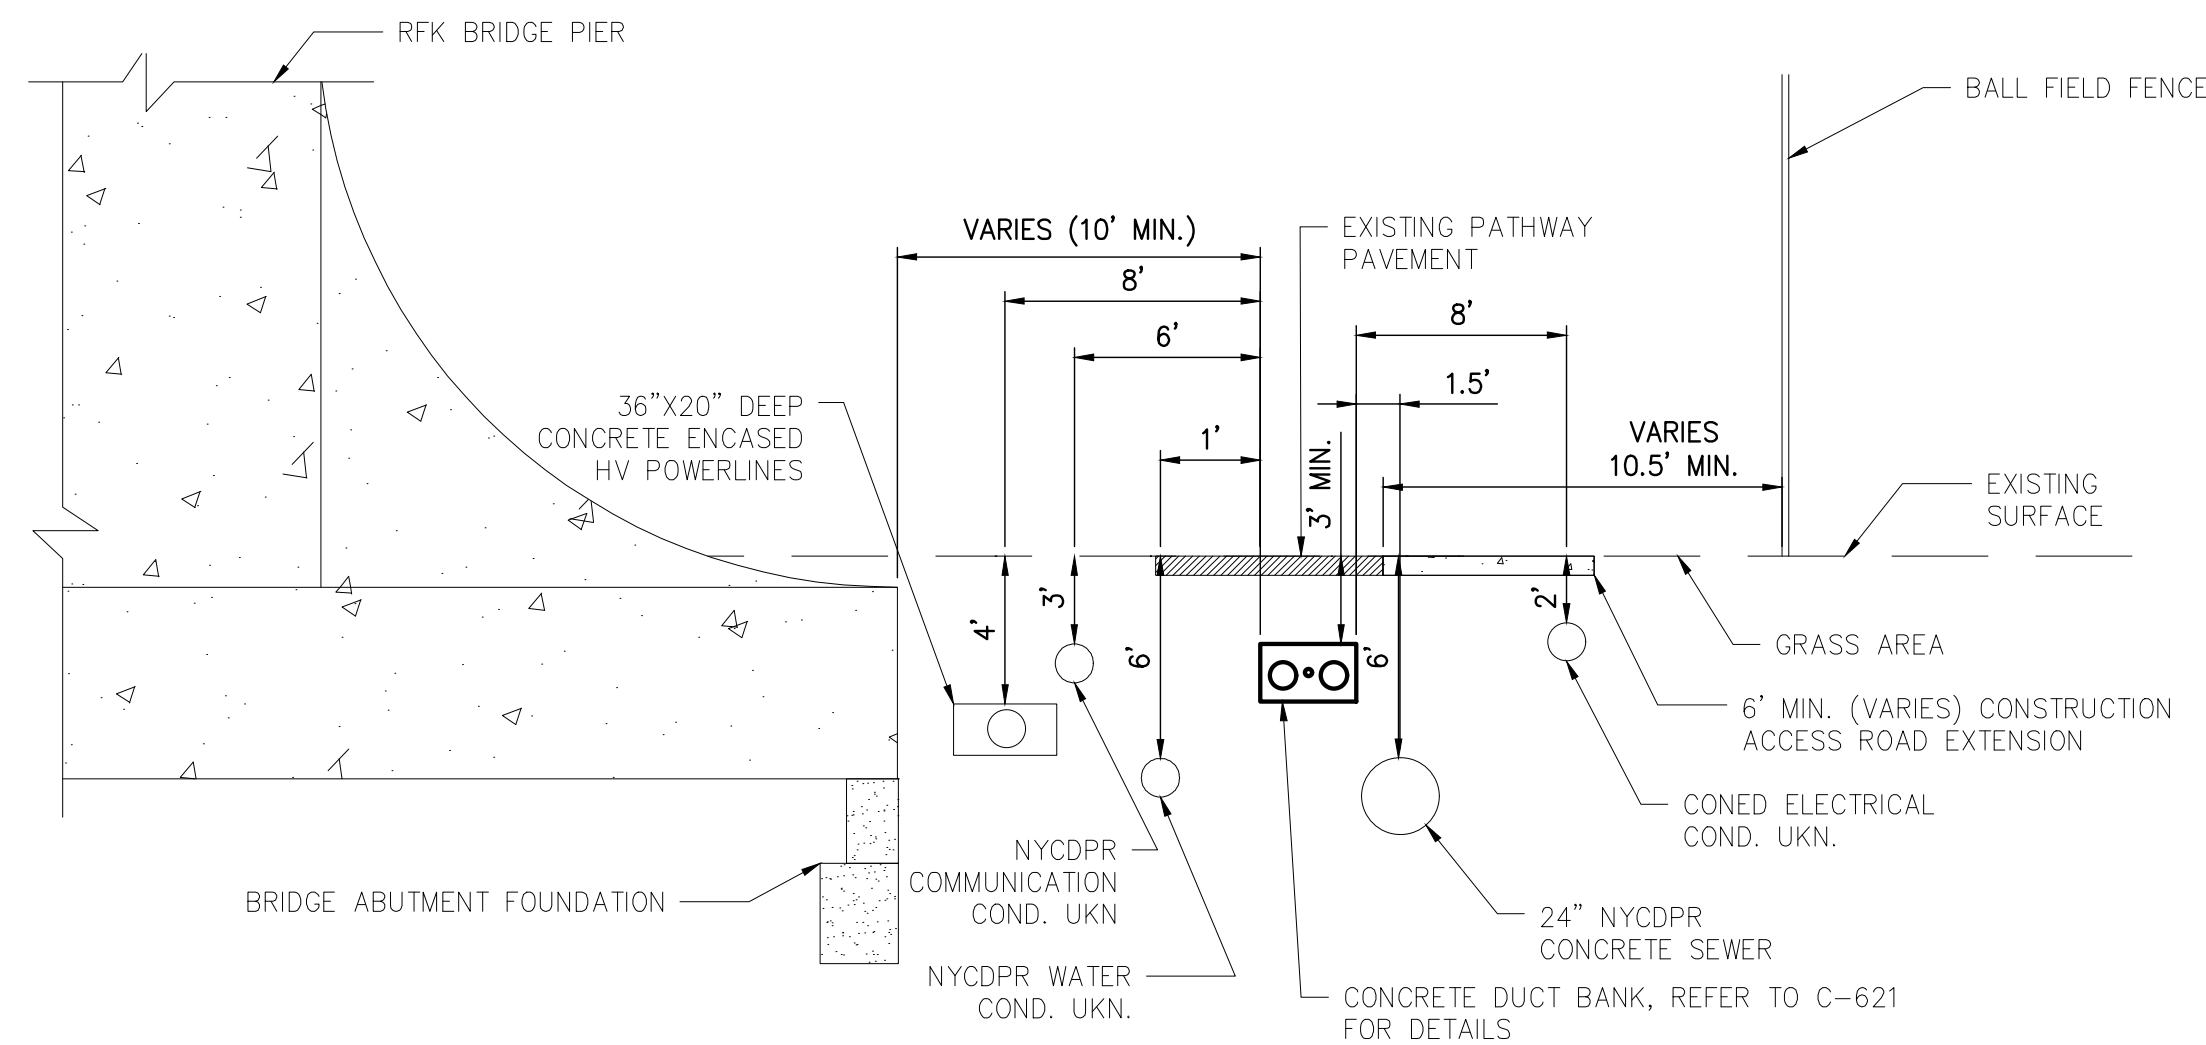 RFK BRIDGE PIER
BALL FIELD FENCE
VARIES (10' MIN.)
EXISTING PATHWAY
PAVEMENT
8'
6'
8'
1.5'
36"X20" DEEP
CONCRETE ENCASED
HV POWERLINES
1'
3' MIN.
VARIES
10.5' MIN.
EXISTING
SURFACE
4'
3'
6'
6'
2'
GRASS AREA
6' MIN. (VARIES) CONSTRUCTION
ACCESS ROAD EXTENSION
CONED ELECTRICAL
COND. UKN.
NYCDPR
COMMUNICATION
COND. UKN
BRIDGE ABUTMENT FOUNDATION
24" NYCDPR
CONCRETE SEWER
NYCDPR WATER
COND. UKN.
CONCRETE DUCT BANK, REFER TO C-621
FOR DETAILS